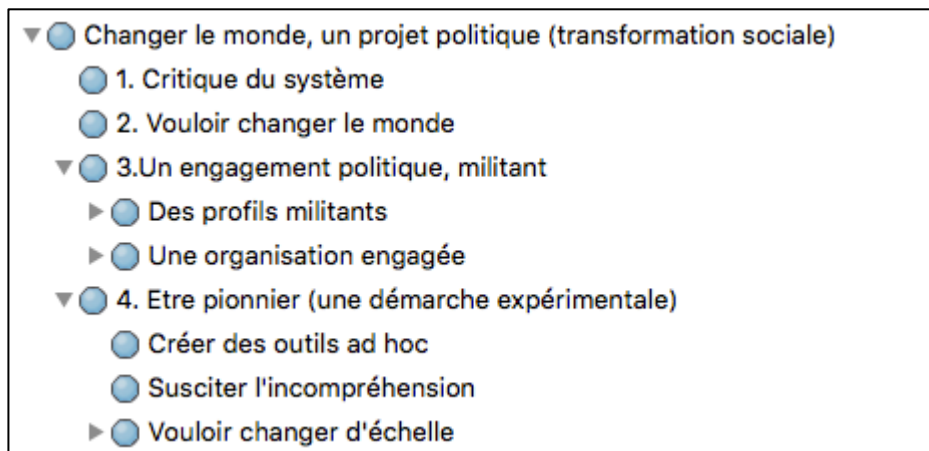 Changer le monde, un projet politique (transformation sociale)
1. Critique du système
2. Vouloir changer le monde
3.Un engagement politique, militant
Des profils militants
Une organisation engagée
4. Etre pionnier (une démarche expérimentale)
Créer des outils ad hoc
Susciter l'incompréhension
Vouloir changer d'échelle